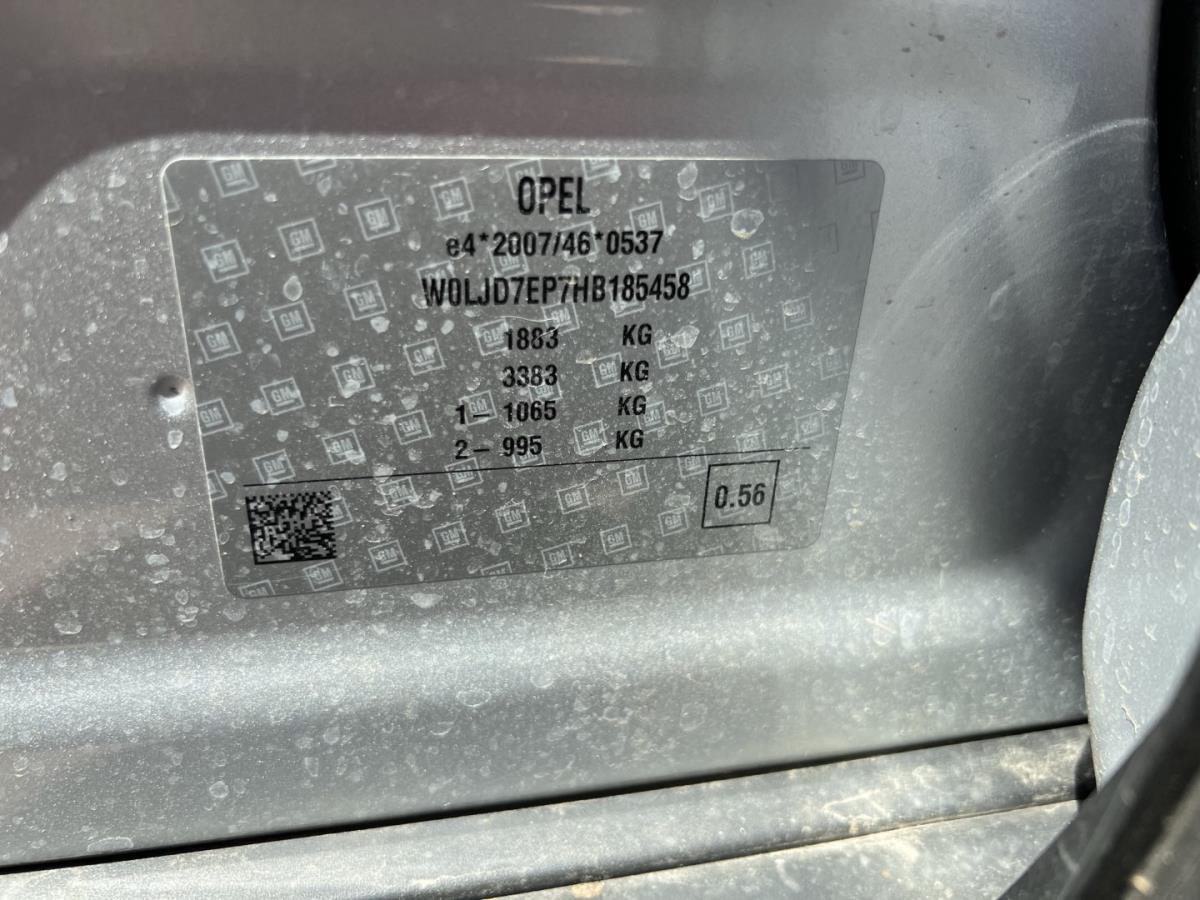 OPEL
e4*2007/46*0537
W0LJD7EP7HB185458
1883 KG
3383 KG
1– 1065 KG
2– 995 KG
0.56